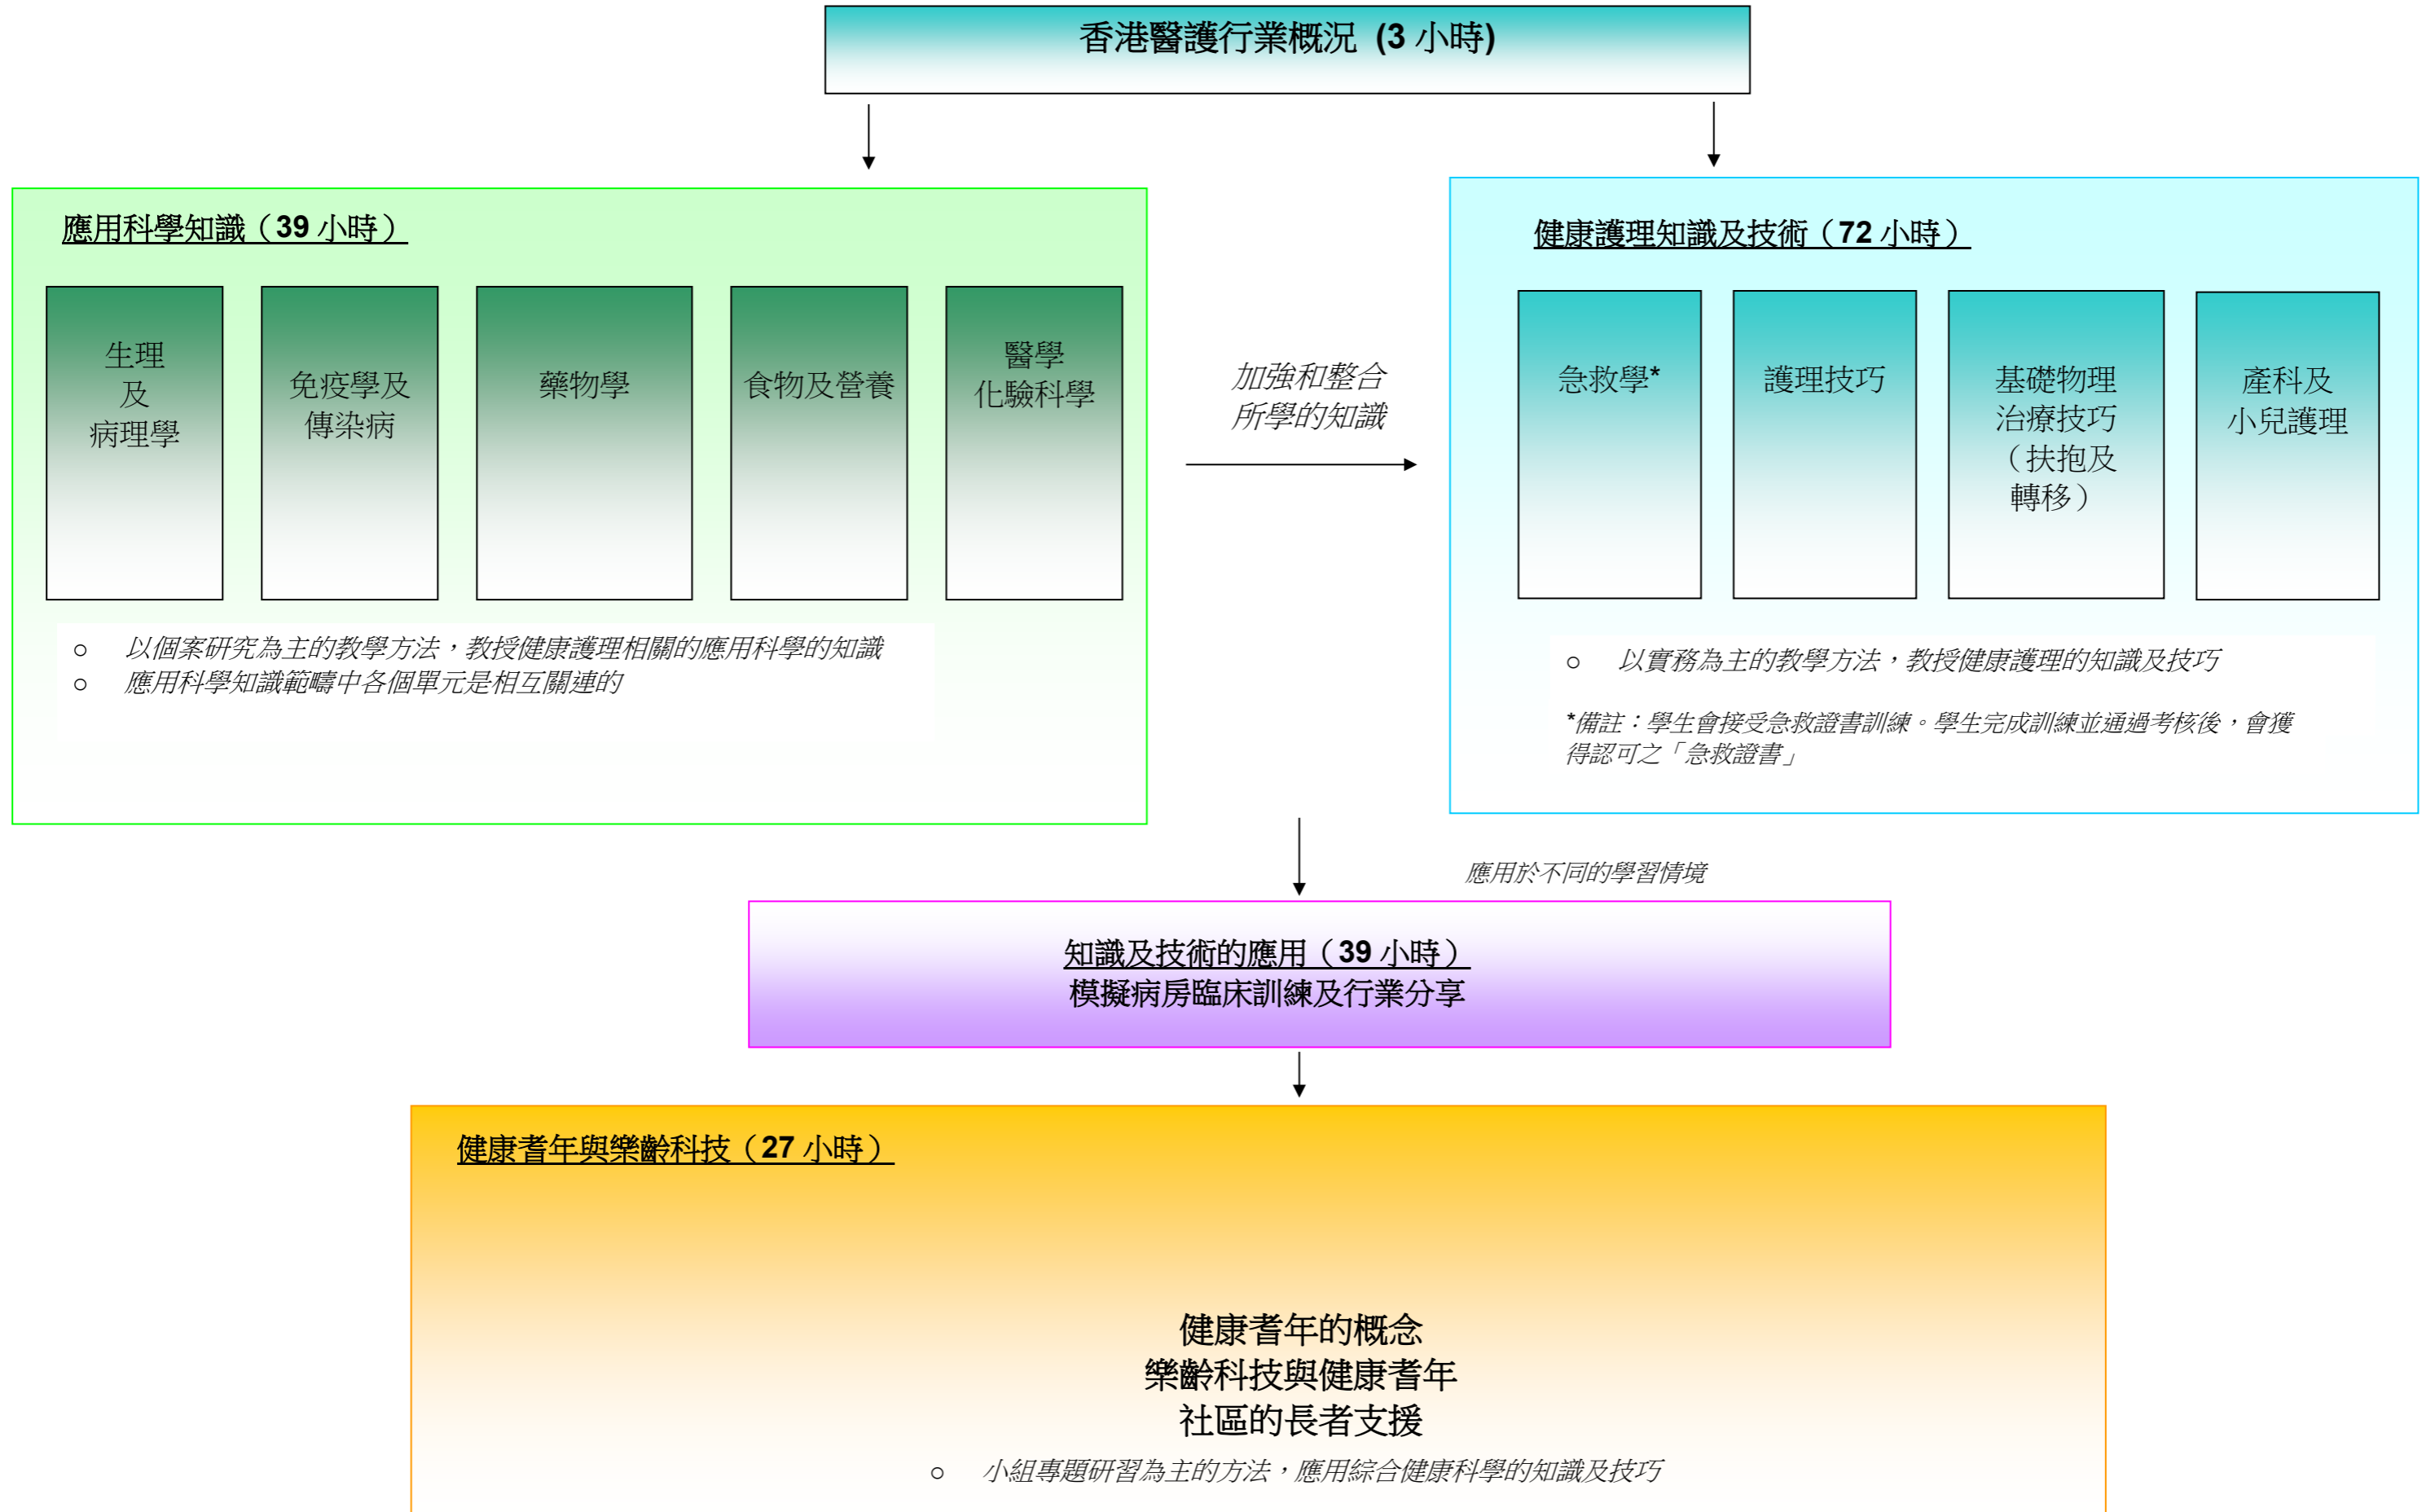 香港醫護行業概況 (3 小時)
應用科學知識（39 小時）
生理
及
病理學
免疫學及
傳染病
藥物學
食物及營養
醫學
化驗科學
以個案研究為主的教學方法，教授健康護理相關的應用科學的知識
應用科學知識範疇中各個單元是相互關連的
加強和整合
所學的知識
健康護理知識及技術（72 小時）
急救學*
護理技巧
基礎物理
治療技巧
（扶抱及
轉移）
產科及
小兒護理
以實務為主的教學方法，教授健康護理的知識及技巧
*備註：學生會接受急救證書訓練。學生完成訓練並通過考核後，會獲
得認可之「急救證書」
應用於不同的學習情境
知識及技術的應用（39 小時）
模擬病房臨床訓練及行業分享
健康耆年與樂齡科技（27 小時）
健康耆年的概念
樂齡科技與健康耆年
社區的長者支援
小組專題研習為主的方法，應用綜合健康科學的知識及技巧